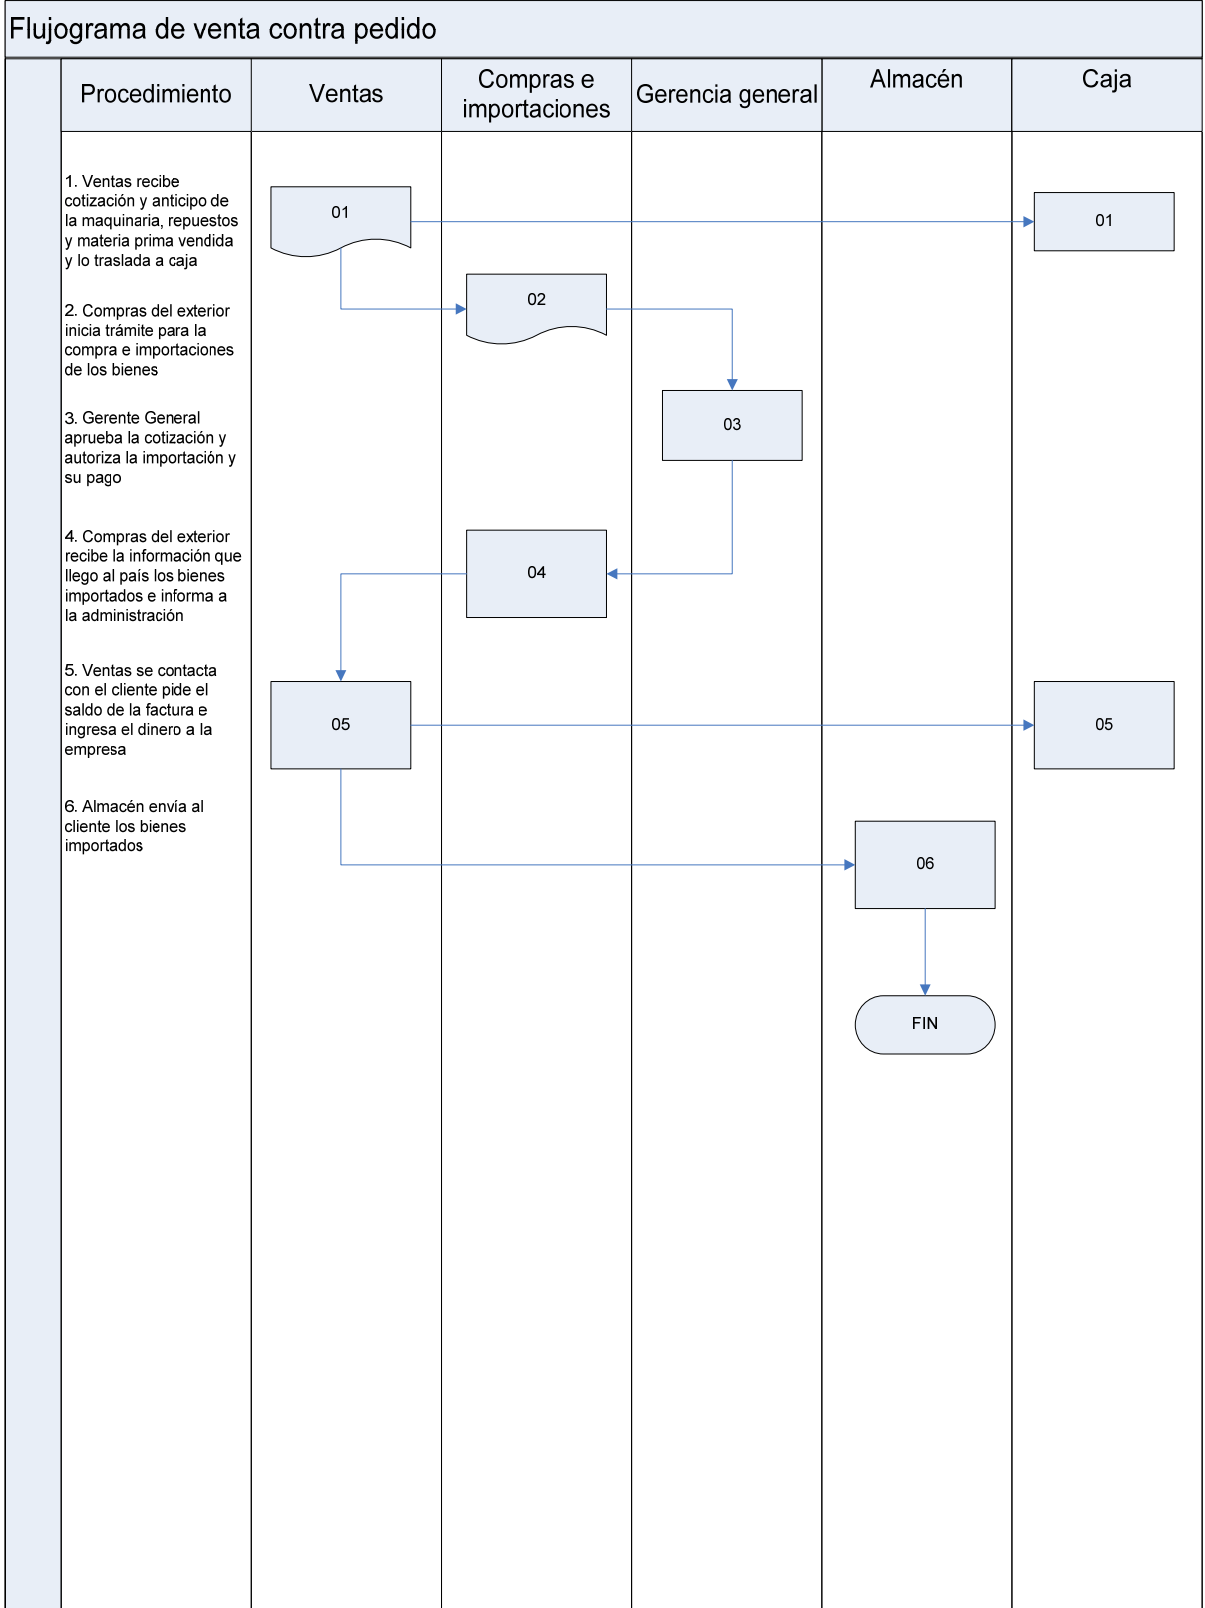 Flujograma de venta contra pedido
Procedimiento
Ventas
Compras e
importaciones
Gerencia general
Almacén
Caja
1. Ventas recibe
cotización y anticipo de
la maquinaria, repuestos
y materia prima vendida
y lo traslada a caja
01
01
2. Compras del exterior
inicia trámite para la
compra e importaciones
de los bienes
02
3. Gerente General
aprueba la cotización y
autoriza la importación y
su pago
03
4. Compras del exterior
recibe la información que
llego al país los bienes
importados e informa a
la administración
04
5. Ventas se contacta
con el cliente pide el
saldo de la factura e
ingresa el dinero a la
empresa
05
05
6. Almacén envía al
cliente los bienes
importados
06
FIN